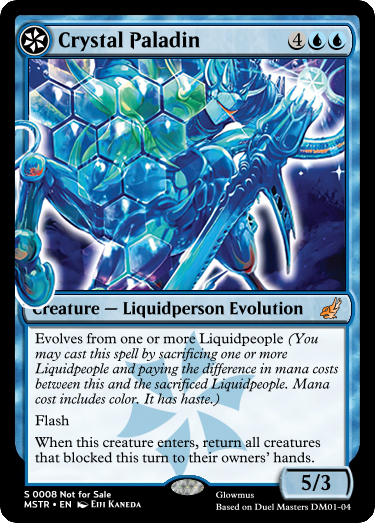 Crystal Paladin 4
Creature — Liquidperson Evolution
Evolves from one or more Liquidpeople (You
may cast this spell by sacrificing one or more
Liquidpeople and paying the difference in mana costs
between this and the sacrificed Liquidpeople. Mana
cost includes color. It has haste.)
Flash
When this creature enters, return all creatures
that blocked this turn to their owners' hands.
5/3
S 0008 Not for Sale
MSTR • EN Eiji Kaneda
Glowmus
Based on Duel Masters DM01-04